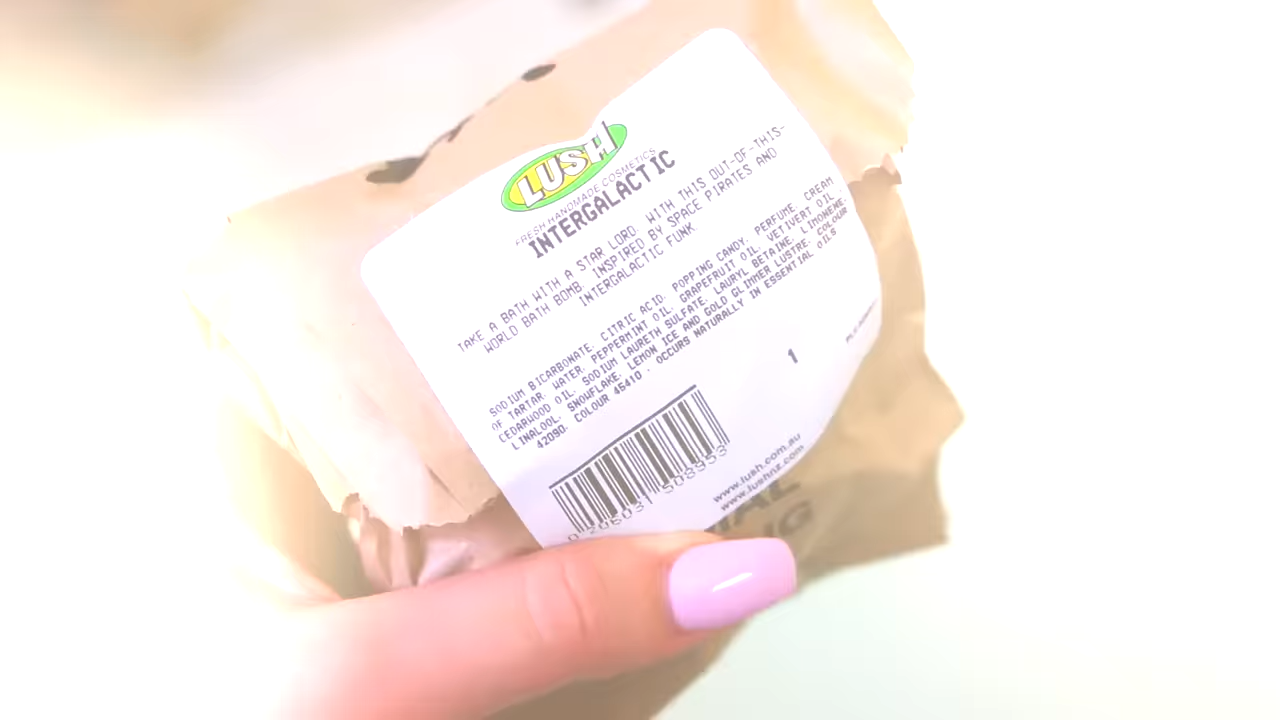 LUSH
FRESH HANDMADE COSMETICS
INTERGALACTIC
TAKE A BATH WITH A STAR LORD. WITH THIS OUT-OF-THIS-
WORLD BATH BOMB. INSPIRED BY SPACE PIRATES AND
INTERGALACTIC FUNK.
SODIUM BICARBONATE. CITRIC ACID. POPPING CANDY. PERFUME. CREAM
OF TARTAR. WATER. PEPPERMINT OIL. GRAPEFRUIT OIL. VETIVERT OIL.
CEDARWOOD OIL. SODIUM LAURETH SULFATE. LAURYL BETAINE. LIMONENE.
LINALOOL. SNOWFLAKE. LEMON ICE AND GOLD GLIMMER LUSTRE. COLOUR
42090. COLOUR 45410 - OCCURS NATURALLY IN ESSENTIAL OILS
1
0 208031 508953
www.lush.com.au
www.lushnz.com